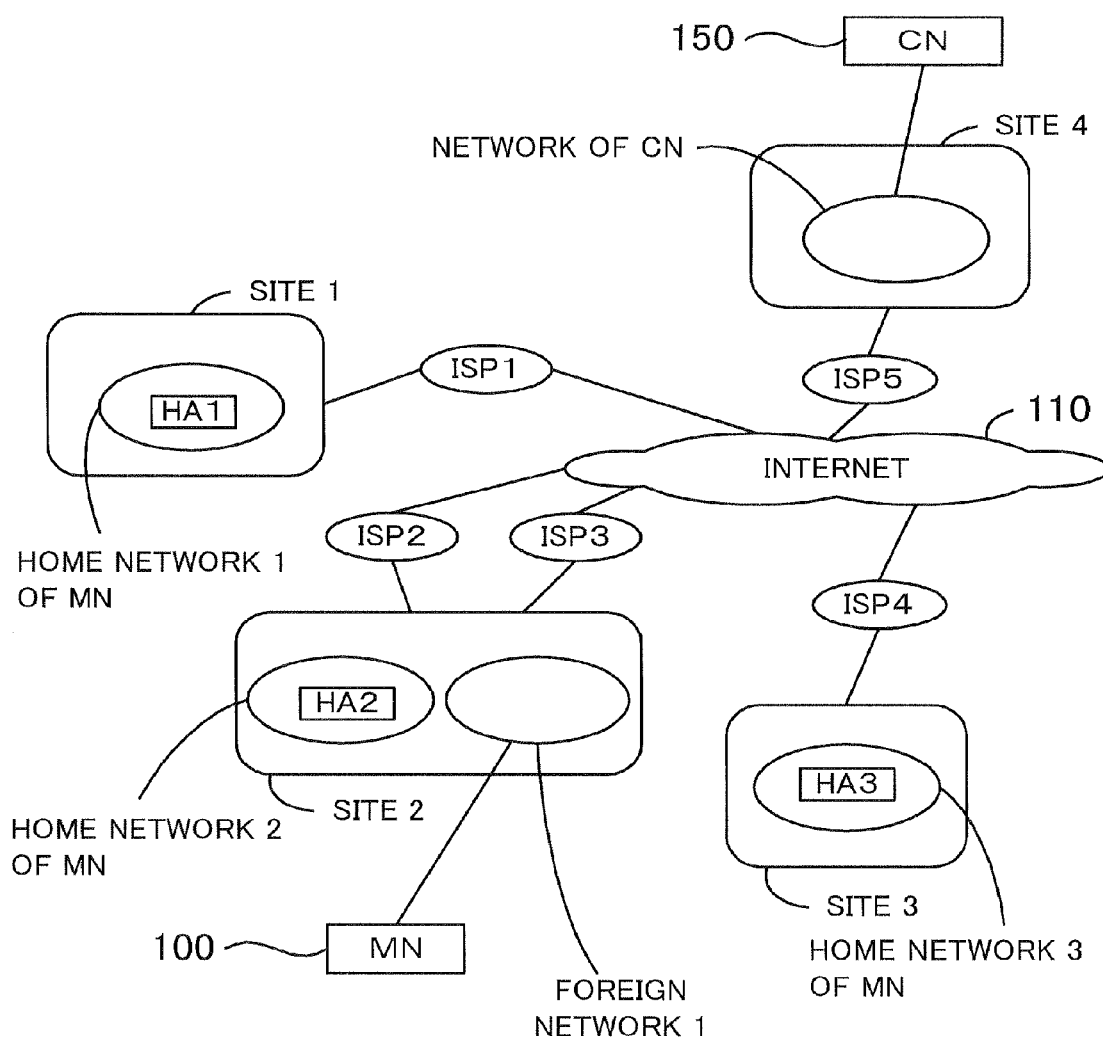 150
CN
SITE 4
NETWORK OF CN
SITE 1
ISP1
ISP5
HA1
110
INTERNET
ISP2
ISP3
HOME NETWORK 1
OF MN
ISP4
HA2
HA3
SITE 2
HOME NETWORK 2
OF MN
SITE 3
100
MN
HOME NETWORK 3
OF MN
FOREIGN
NETWORK 1